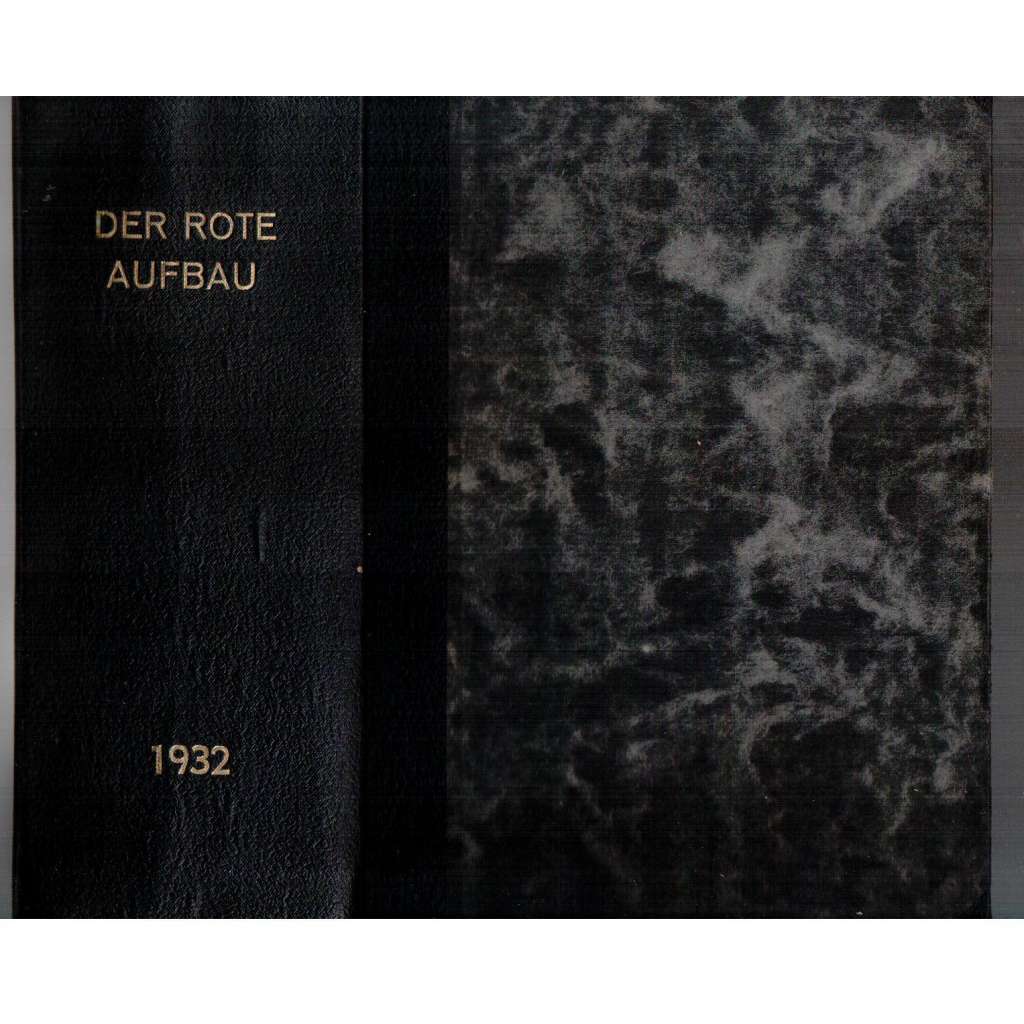 DER ROTE
AUFBAU
1932